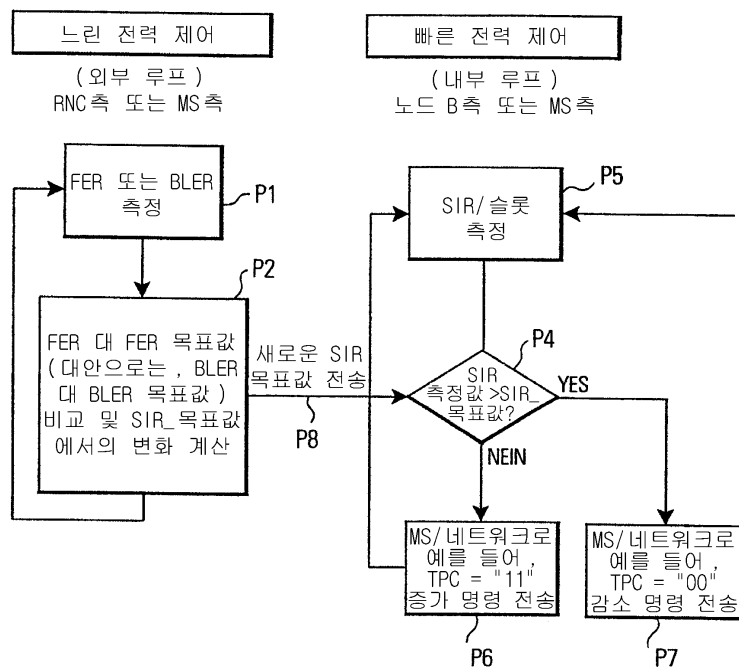 느린 전력 제어
(외부 루프)
RNC측 또는 MS측
빠른 전력 제어
(내부 루프)
노드 B측 또는 MS측
FER 또는 BLER
측정
P1
P2
FER 대 FER 목표값
(대안으로는, BLER
대 BLER 목표값)
비교 및 SIR_목표값
에서의 변화 계산
새로운 SIR
목표값 전송
P8
SIR/슬롯
측정
P5
P4
SIR
측정값>SIR_
목표값?
YES
NEIN
MS/네트워크로
예를 들어,
TPC = "11"
증가 명령 전송
P6
MS/네트워크로
예를 들어,
TPC = "00"
감소 명령 전송
P7